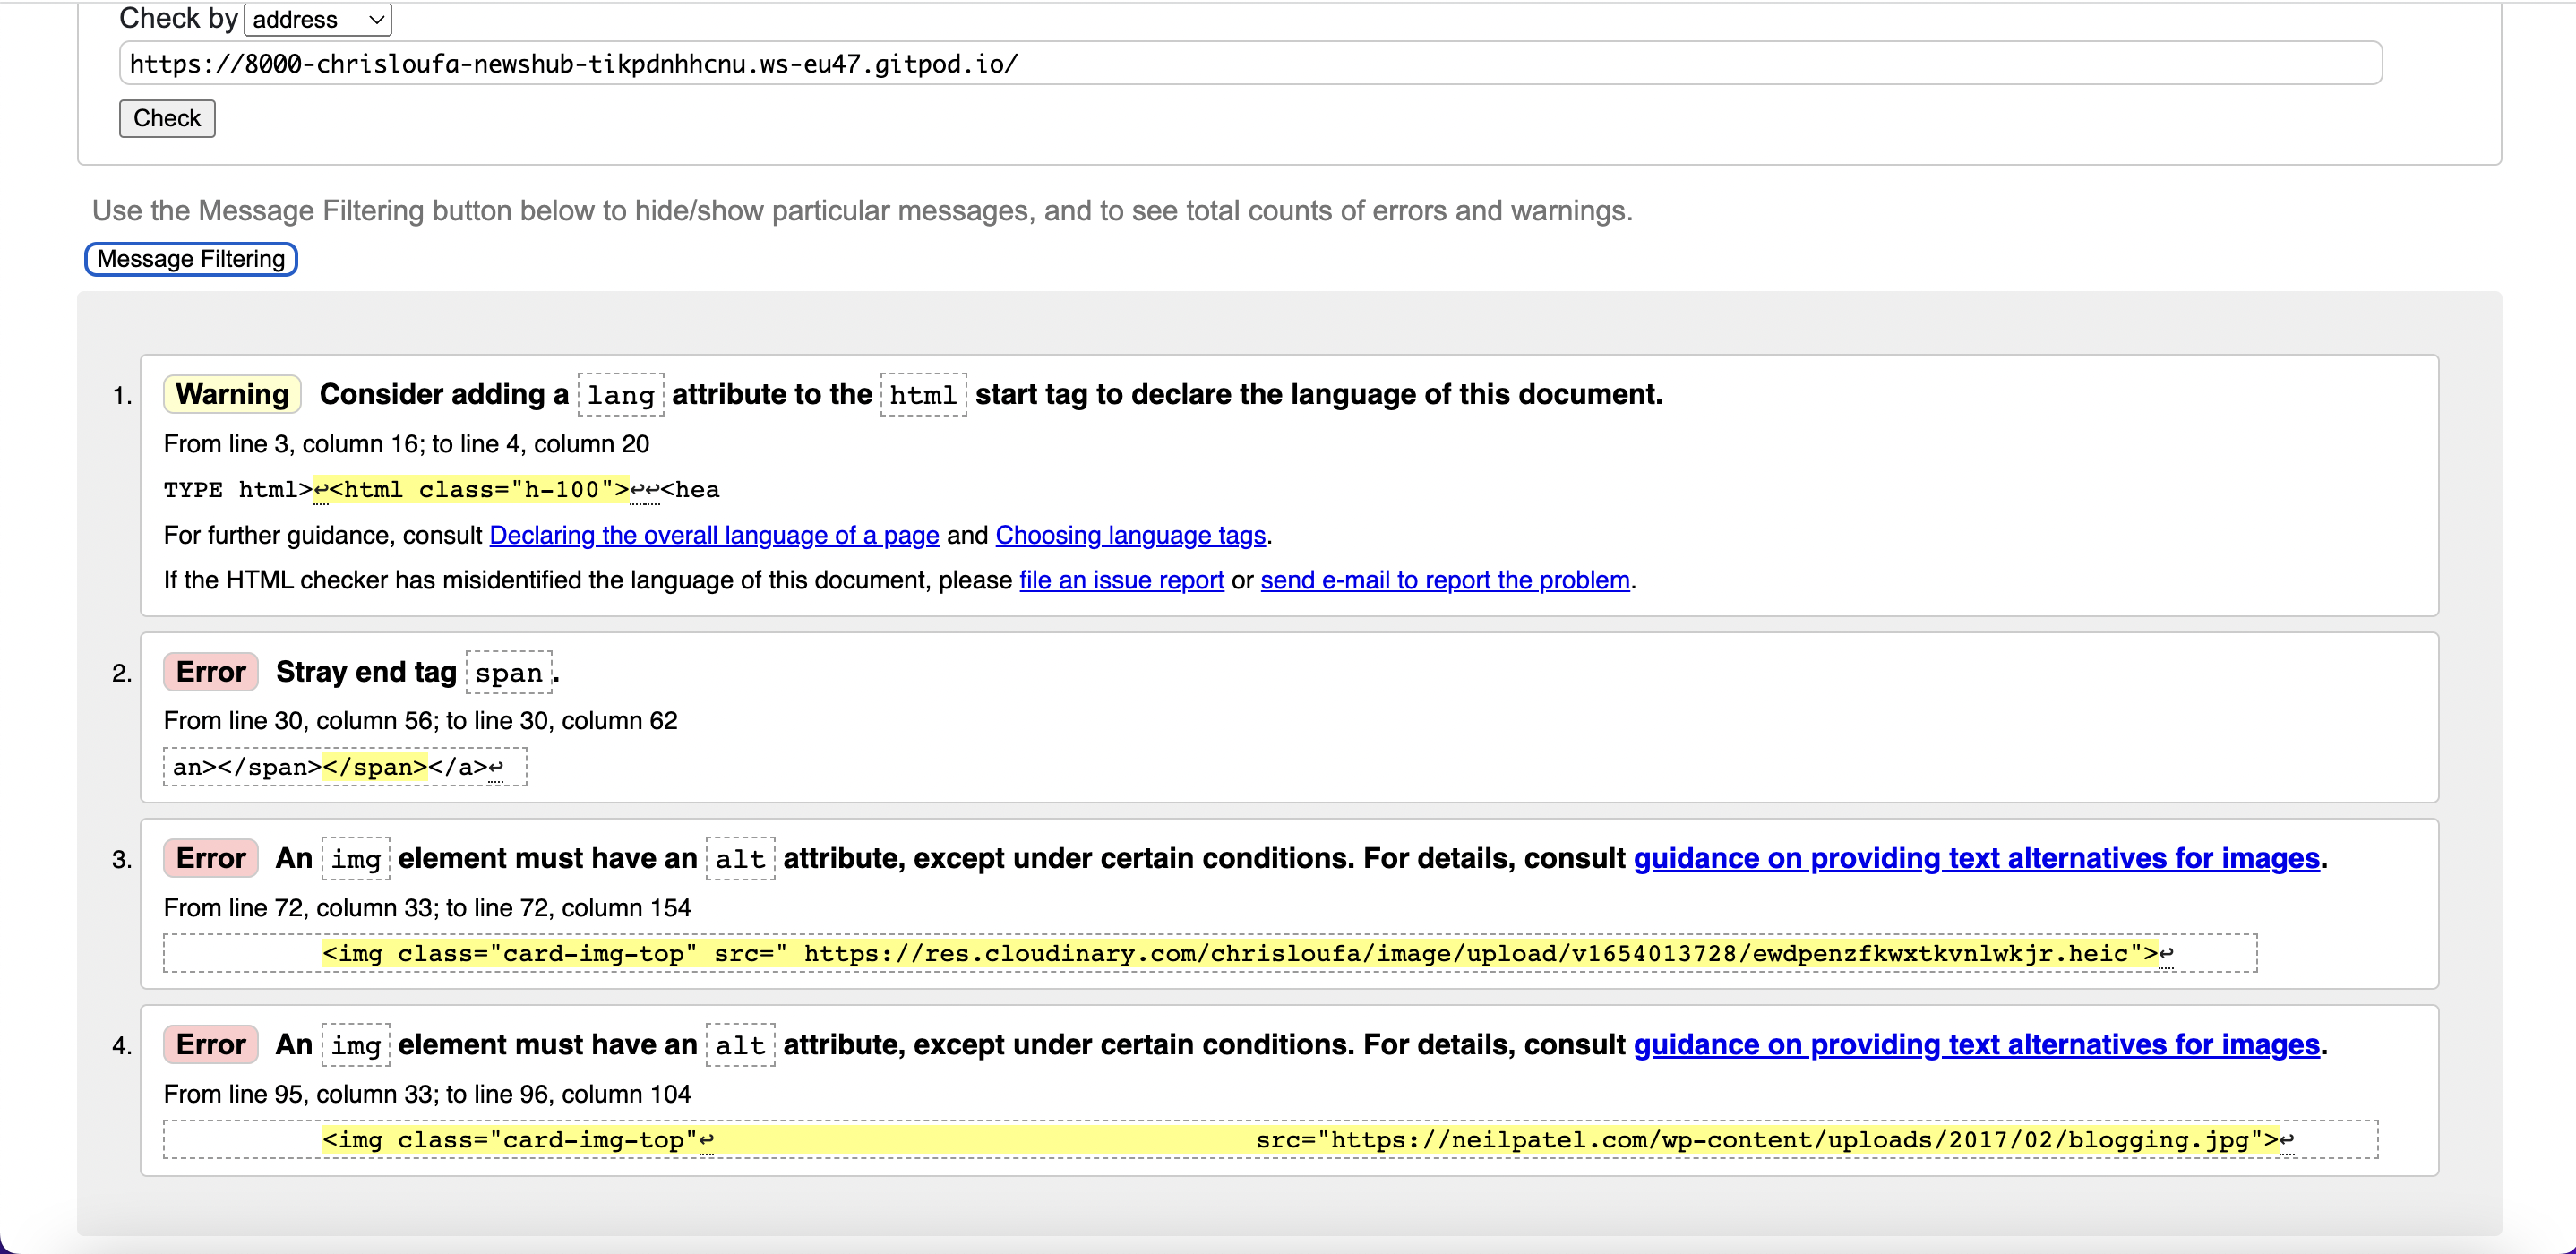 Check by address
https://8000-chrisloufa-newshub-tikpdnhhcnu.ws-eu47.gitpod.io/
Check
Use the Message Filtering button below to hide/show particular messages, and to see total counts of errors and warnings.
Message Filtering
1. Warning Consider adding a lang attribute to the html start tag to declare the language of this document.
From line 3, column 16; to line 4, column 20
TYPE html>↩<html class="h-100">↩↩<hea
For further guidance, consult Declaring the overall language of a page and Choosing language tags.
If the HTML checker has misidentified the language of this document, please file an issue report or send e-mail to report the problem.
2. Error Stray end tag span.
From line 30, column 56; to line 30, column 62
an></span></span></a>↩
3. Error An img element must have an alt attribute, except under certain conditions. For details, consult guidance on providing text alternatives for images.
From line 72, column 33; to line 72, column 154
<img class="card-img-top" src=" https://res.cloudinary.com/chrisloufa/image/upload/v1654013728/ewdpenzfkwxtkvnlwkjr.heic">↩
4. Error An img element must have an alt attribute, except under certain conditions. For details, consult guidance on providing text alternatives for images.
From line 95, column 33; to line 96, column 104
<img class="card-img-top"↩ src="https://neilpatel.com/wp-content/uploads/2017/02/blogging.jpg">↩